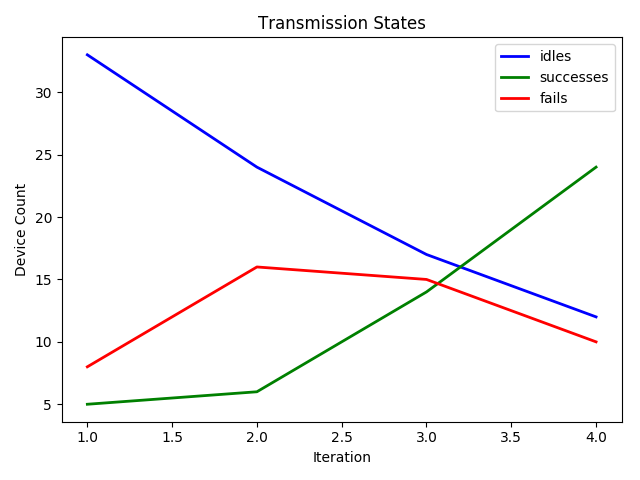 Transmission States
idles
successes
fails
Device Count
30
25
20
15
10
5
1.0 1.5 2.0 2.5 3.0 3.5 4.0
Iteration